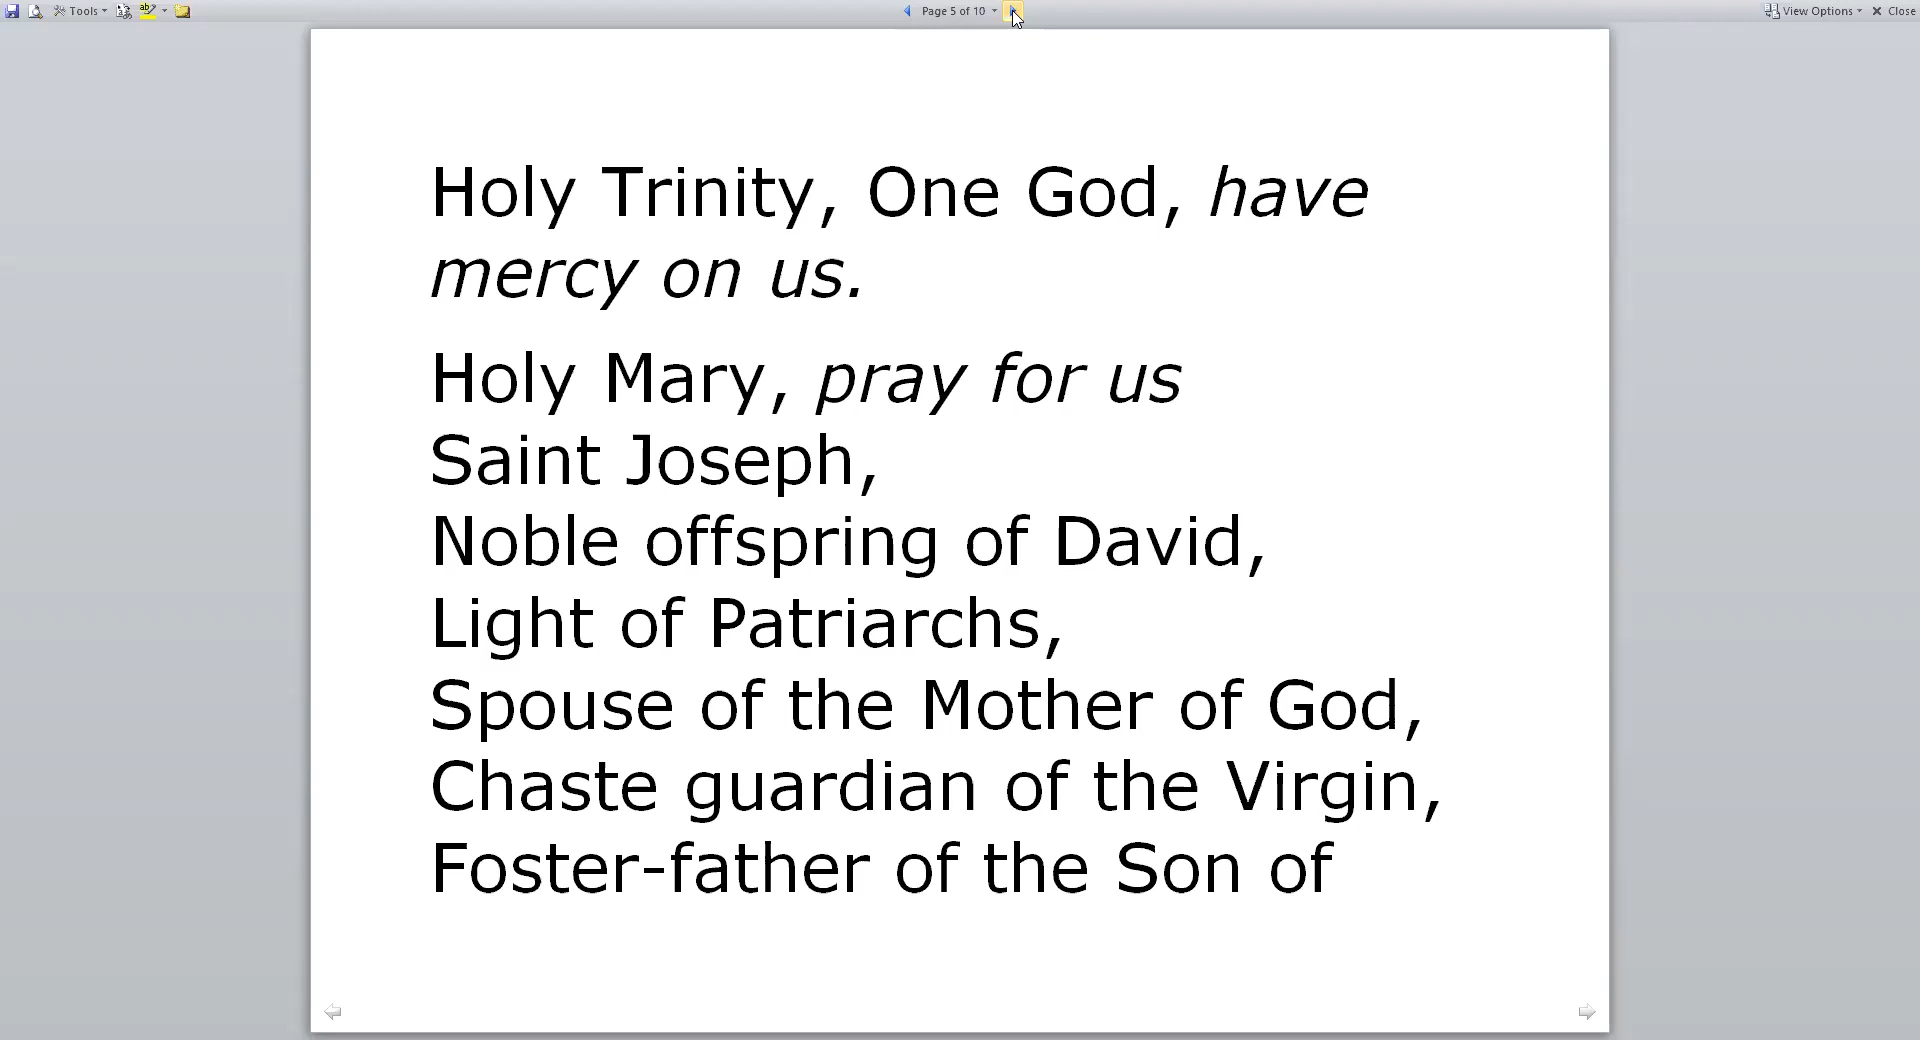 Tools
Page 5 of 10
View Options
Close
Holy Trinity, One God, have
mercy on us.
Holy Mary, pray for us
Saint Joseph,
Noble offspring of David,
Light of Patriarchs,
Spouse of the Mother of God,
Chaste guardian of the Virgin,
Foster-father of the Son of